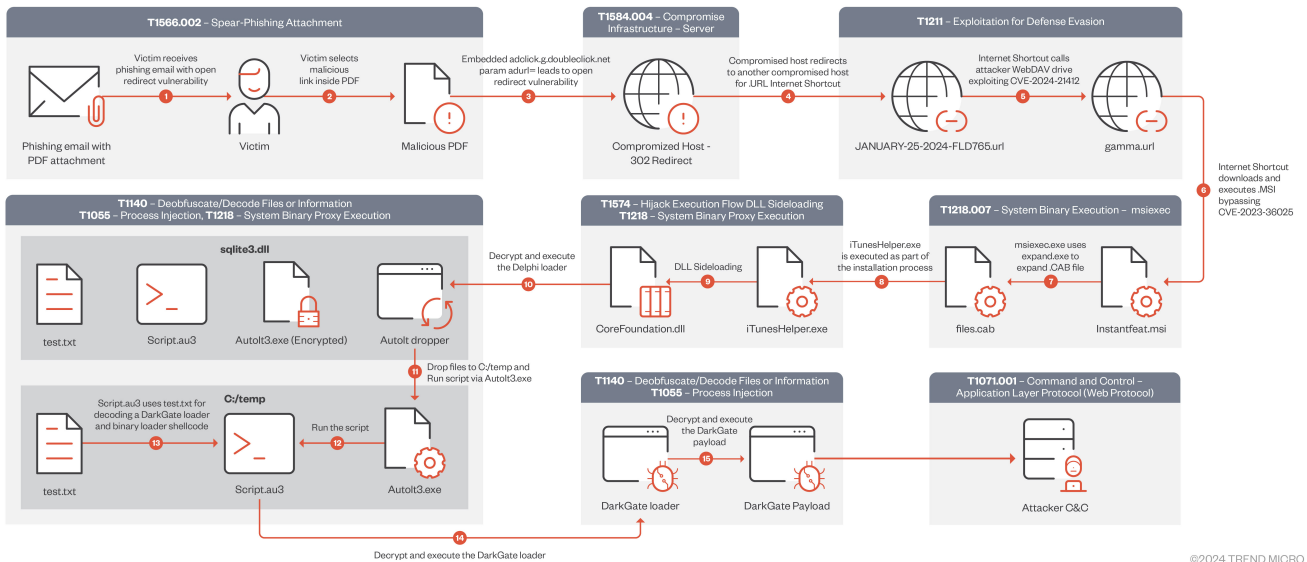 T1566.002 – Spear-Phishing Attachment
Victim receives
phishing email with open
redirect vulnerability
1
Victim selects
malicious
link inside PDF
2
Phishing email with
PDF attachment
Victim
Malicious PDF
Embedded adclick.g.doubleclick.net
param adurl= leads to open
redirect vulnerability
3
T1584.004 – Compromise
Infrastructure – Server
Compromized Host -
302 Redirect
Compromised host redirects
to another compromised host
for .URL Internet Shortcut
4
T1211 – Exploitation for Defense Evasion
Internet Shortcut calls
attacker WebDAV drive
exploiting CVE-2024-21412
5
JANUARY-25-2024-FLD765.url
gamma.url
6
Internet Shortcut
downloads and
executes .MSI
bypassing
CVE-2023-36025
T1218.007 – System Binary Execution – msiexec
msiexec.exe uses
expand.exe to
expand .CAB file
7
Instantfeat.msi
files.cab
iTunesHelper.exe
is executed as part of
the installation process
8
T1574 – Hijack Execution Flow DLL Sideloading
T1218 – System Binary Proxy Execution
DLL Sideloading
9
iTunesHelper.exe
CoreFoundation.dll
Decrypt and execute
the Delphi loader
10
T1140 – Deobfuscate/Decode Files or Information
T1055 – Process Injection, T1218 – System Binary Proxy Execution
sqlite3.dll
test.txt
Script.au3
AutoIt3.exe (Encrypted)
AutoIt dropper
11
Drop files to C:/temp and
Run script via AutoIt3.exe
C:/temp
Script.au3 uses test.txt for
decoding a DarkGate loader
and binary loader shellcode
13
Run the script
12
test.txt
Script.au3
AutoIt3.exe
14
Decrypt and execute the DarkGate loader
T1140 – Deobfuscate/Decode Files or Information
T1055 – Process Injection
Decrypt and execute
the DarkGate
payload
15
DarkGate loader
DarkGate Payload
T1071.001 – Command and Control –
Application Layer Protocol (Web Protocol)
Attacker C&C
©2024 TREND MICRO